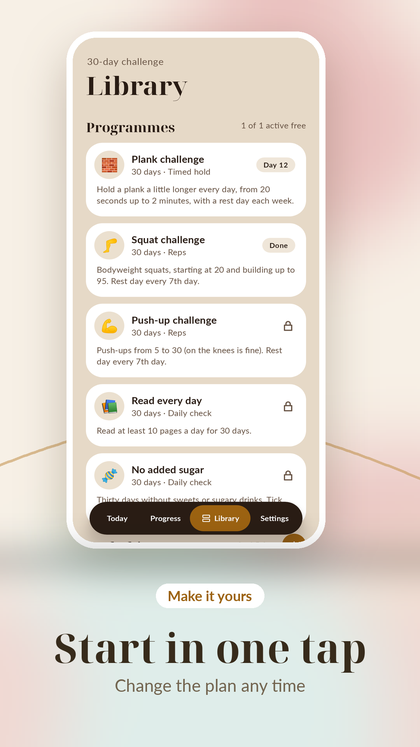 30-day challenge
Library
Programmes
1 of 1 active free
Plank challenge
30 days · Timed hold
Day 12
Hold a plank a little longer every day, from 20
seconds up to 2 minutes, with a rest day each week.
Squat challenge
30 days · Reps
Done
Bodyweight squats, starting at 20 and building up to
95. Rest day every 7th day.
Push-up challenge
30 days · Reps
Push-ups from 5 to 30 (on the knees is fine). Rest
day every 7th day.
Read every day
30 days · Daily check
Read at least 10 pages a day for 30 days.
No added sugar
30 days · Daily check
Thirty days without sweets or sugary drinks. Tick
Today
Progress
Library
Settings
Make it yours
Start in one tap
Change the plan any time